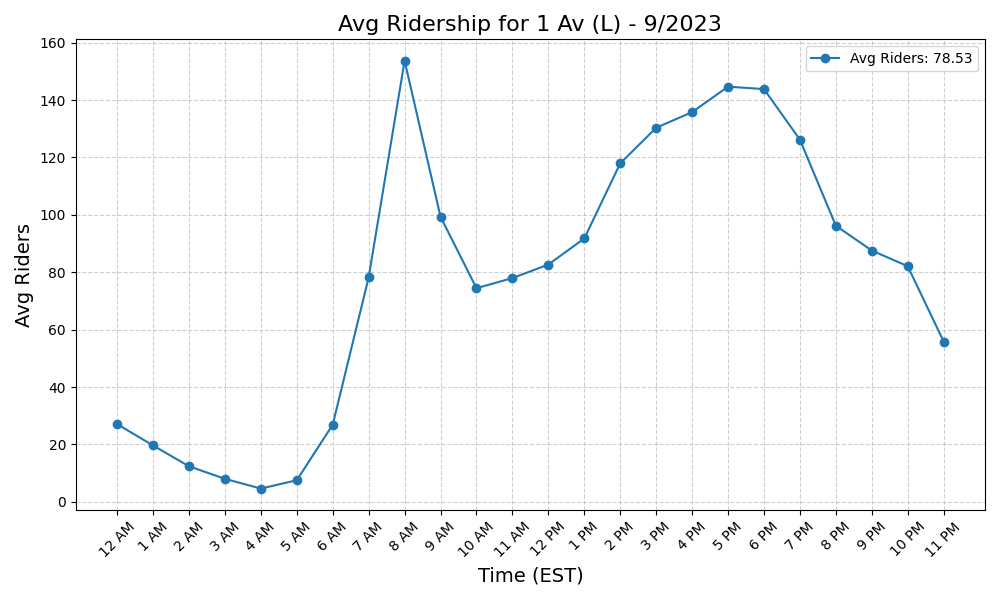 Avg Ridership for 1 Av (L) - 9/2023
Avg Riders: 78.53
Avg Riders
160
140
120
100
80
60
40
20
0
12 AM
1 AM
2 AM
3 AM
4 AM
5 AM
6 AM
7 AM
8 AM
9 AM
10 AM
11 AM
12 PM
1 PM
2 PM
3 PM
4 PM
5 PM
6 PM
7 PM
8 PM
9 PM
10 PM
11 PM
Time (EST)